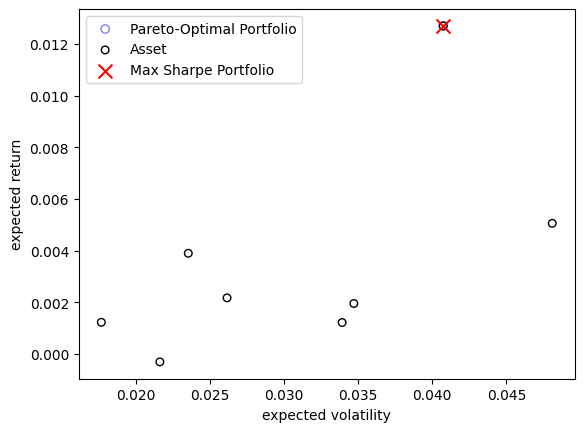 Pareto-Optimal Portfolio
Asset
Max Sharpe Portfolio
expected return
0.012
0.010
0.008
0.006
0.004
0.002
0.000
0.020 0.025 0.030 0.035 0.040 0.045
expected volatility